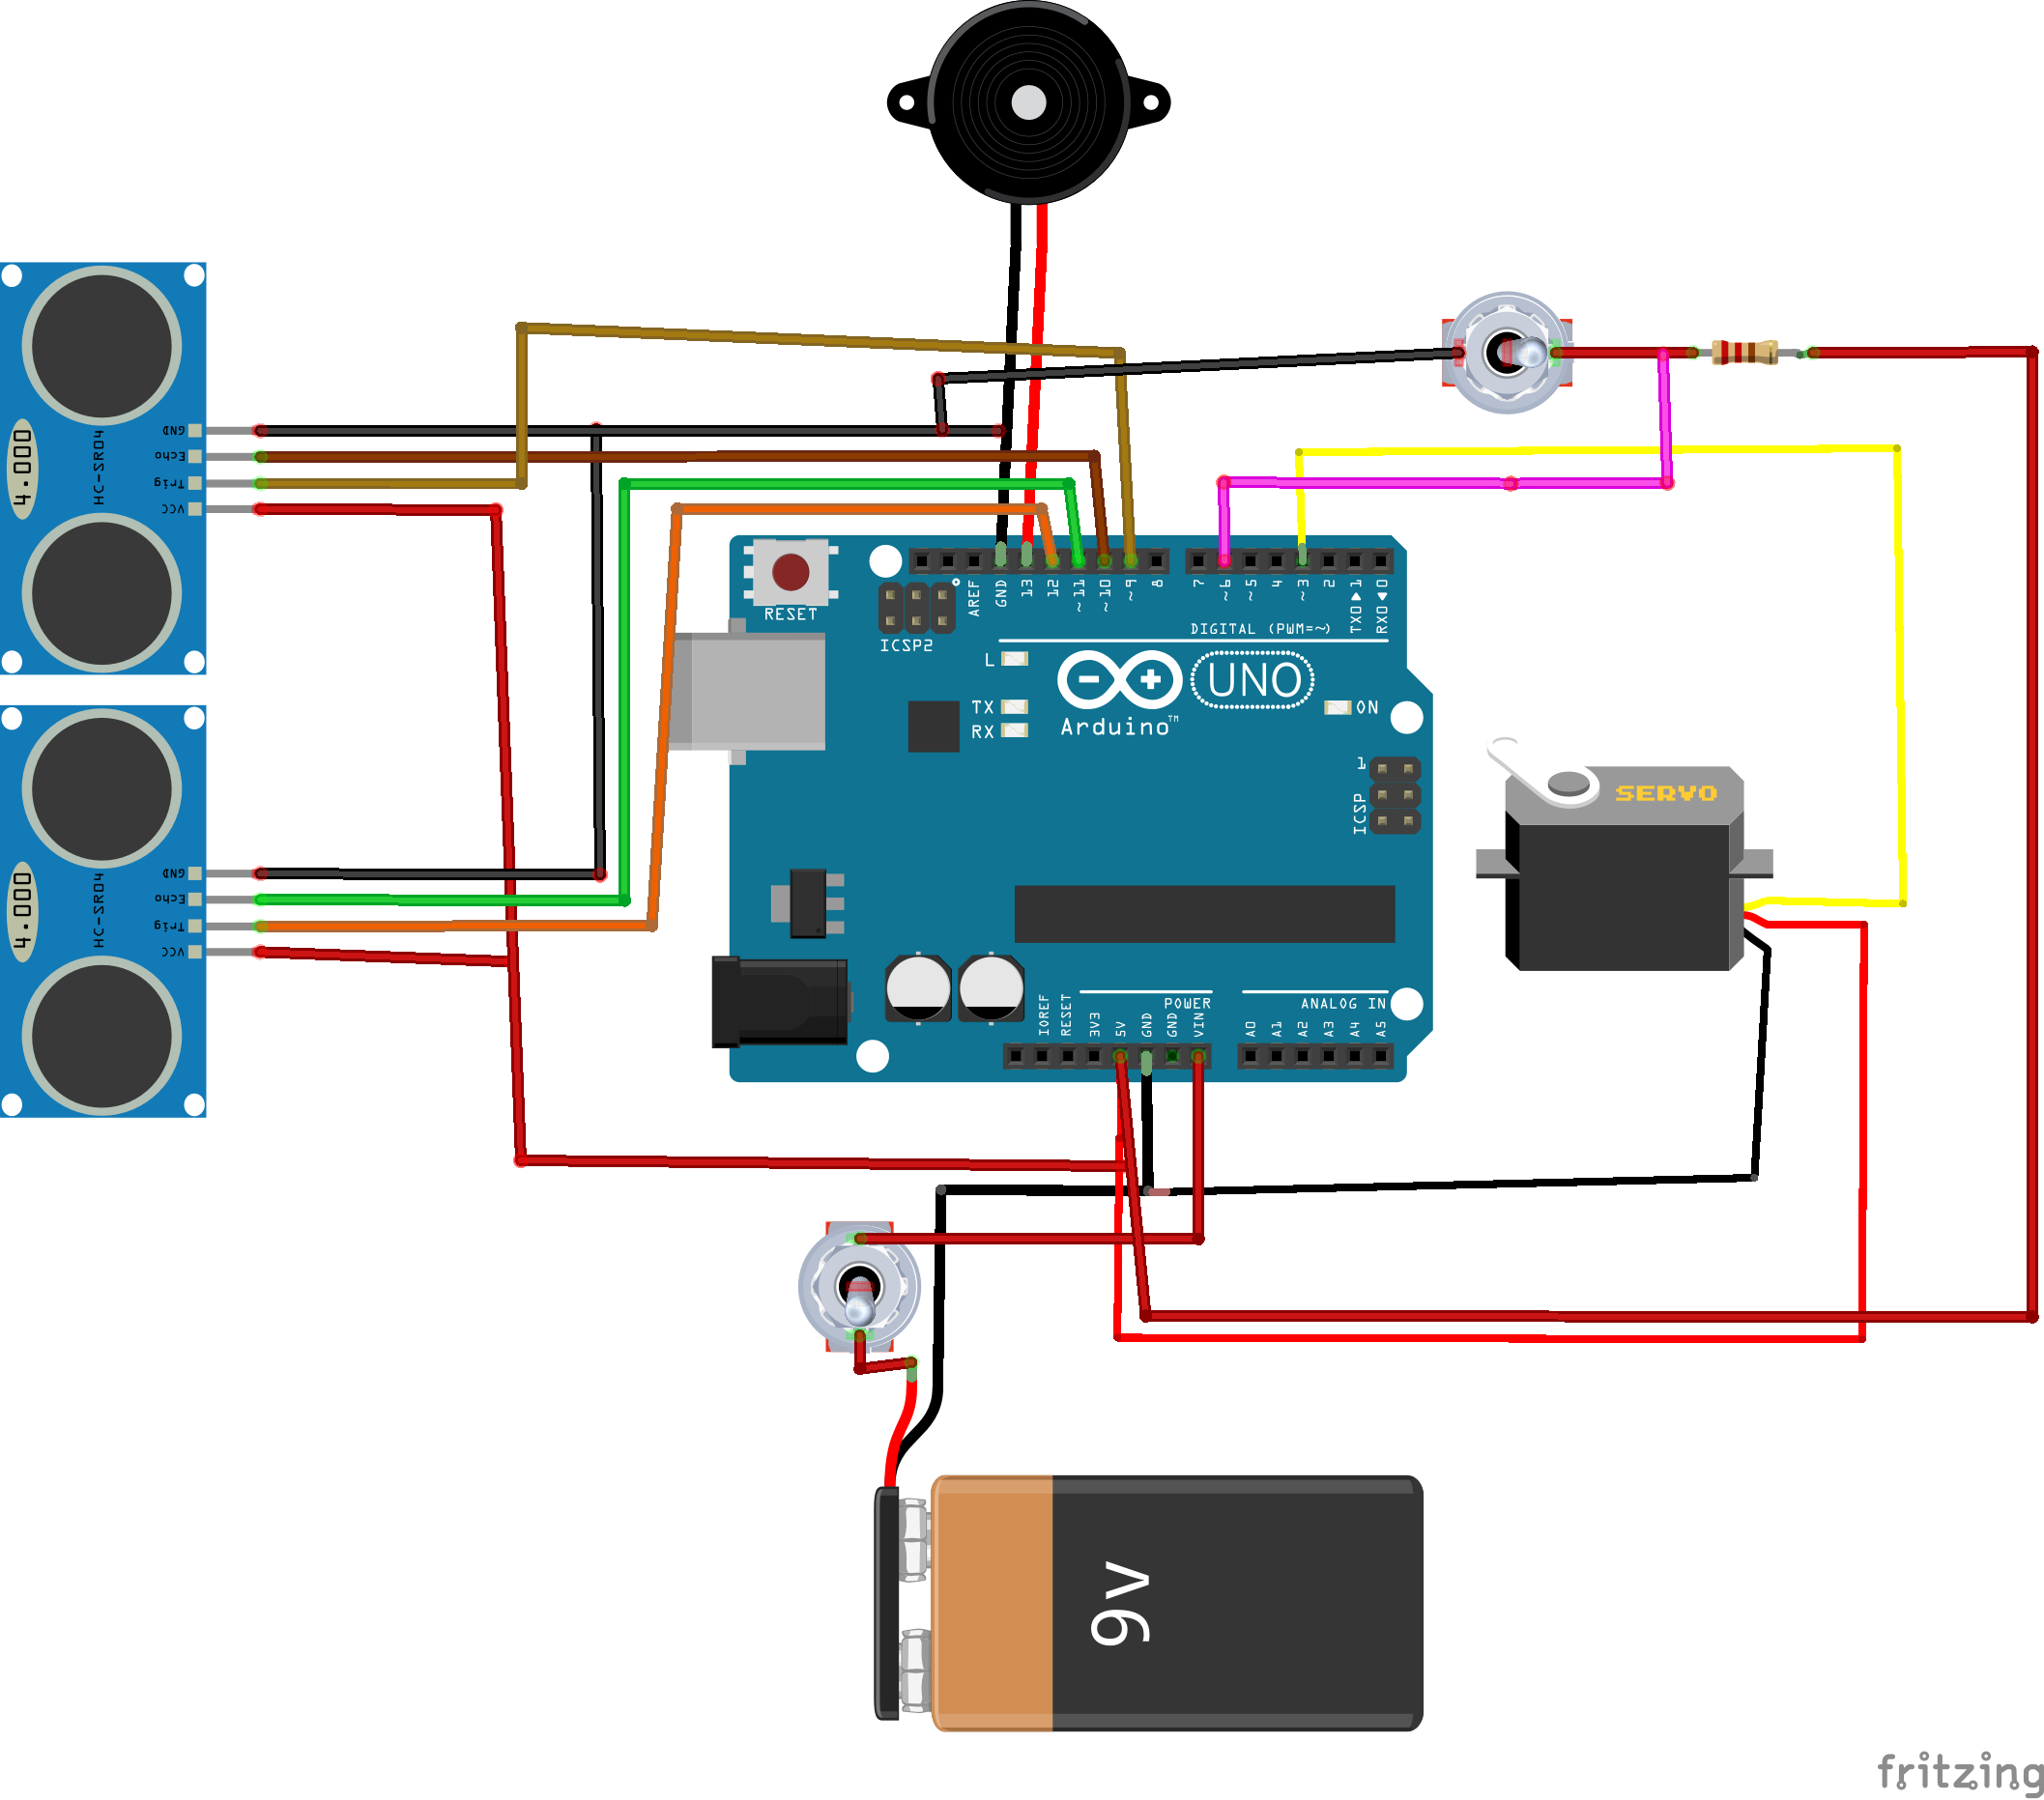 GND
Echo
Trig
VCC
HC-SR04
4.000
GND
Echo
Trig
VCC
HC-SR04
4.000
RESET
ICSP2
AREF
GND
13
12
~11
~10
~9
8
7
~6
~5
4
~3
2
TX0▶1
RX0◀0
DIGITAL (PWM=~)
L
TX
RX
UNO
Arduino™
ON
1
ICSP
SERVO
IOREF
RESET
3V3
5V
GND
GND
VIN
POWER
ANALOG IN
A0
A1
A2
A3
A4
A5
9v
fritzing